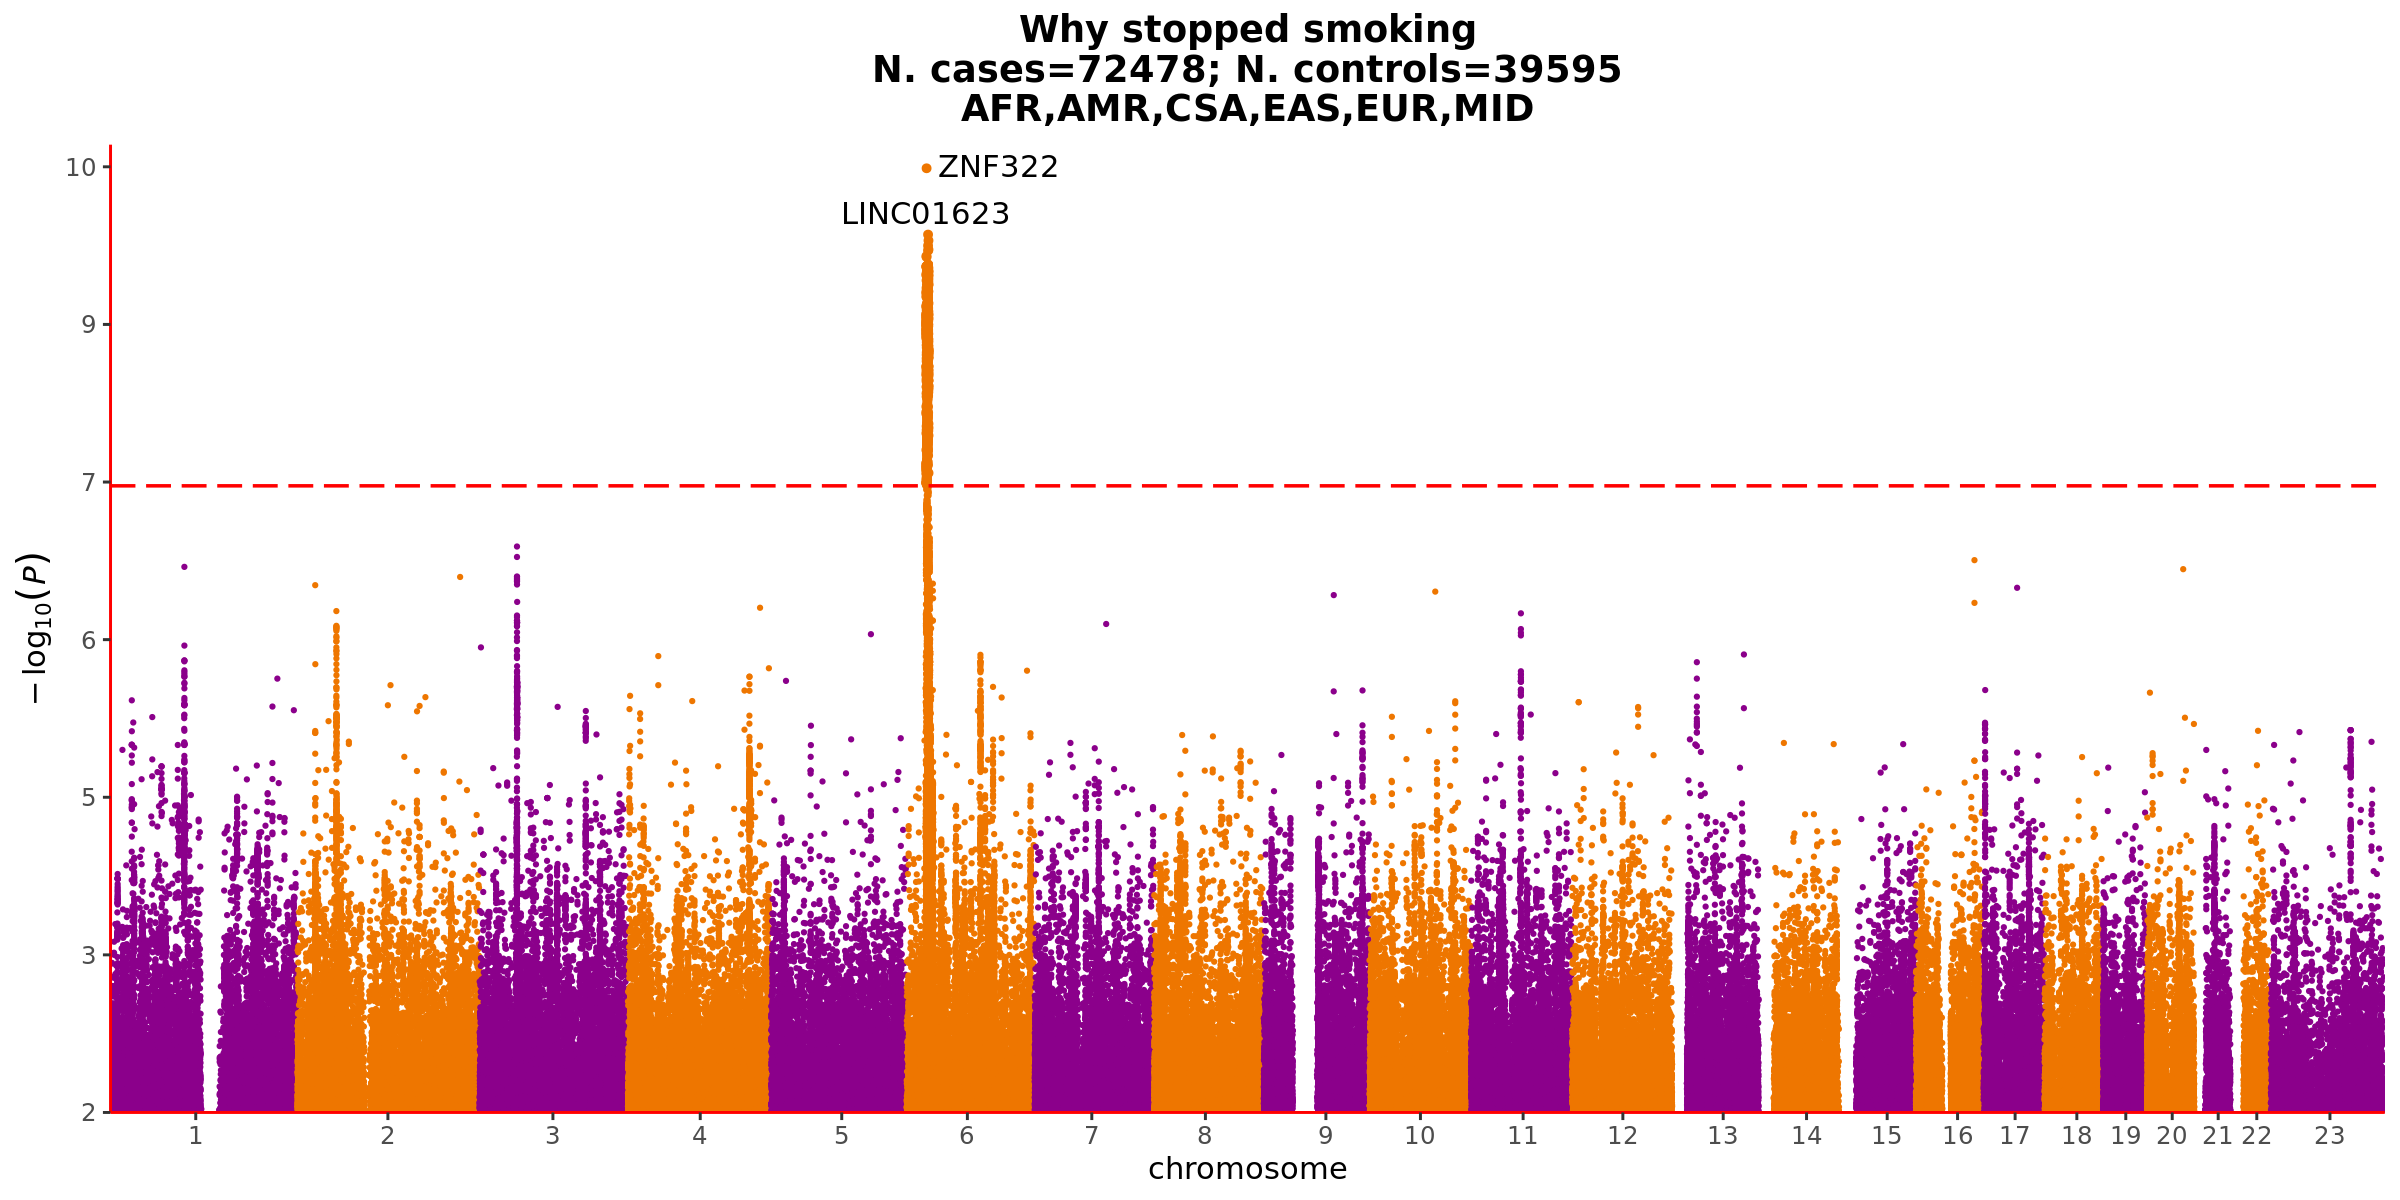 Why stopped smoking
N. cases=72478; N. controls=39595
AFR,AMR,CSA,EAS,EUR,MID
10
ZNF322
LINC01623
9
7
6
5
3
2
−log10(P)
1 2 3 4 5 6 7 8 9 10 11 12 13 14 15 16 17 18 19 20 21 22 23
chromosome